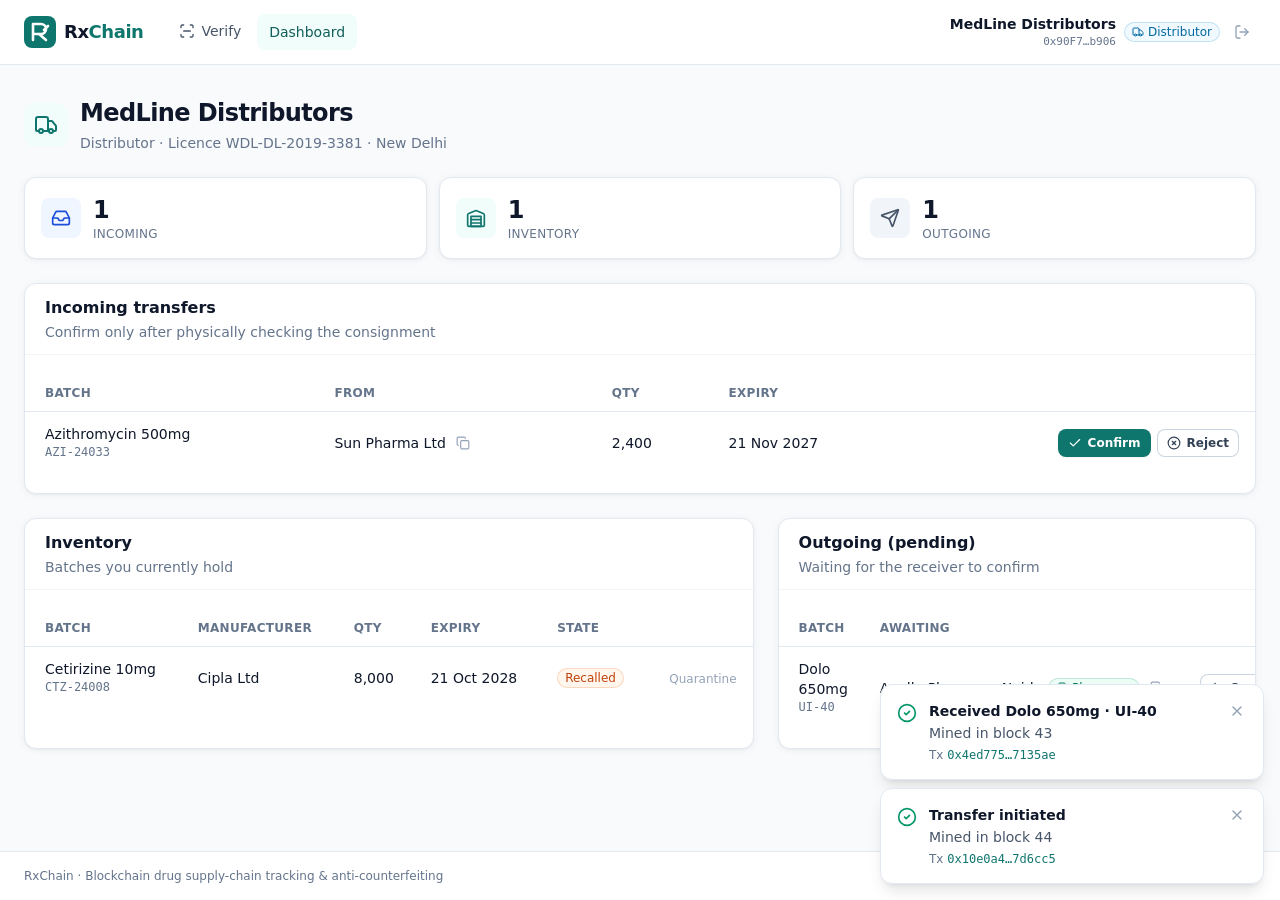 RxChain
Verify
Dashboard
MedLine Distributors
0x90F7…b906
Distributor
MedLine Distributors
Distributor · Licence WDL-DL-2019-3381 · New Delhi
1
INCOMING
1
INVENTORY
1
OUTGOING
Incoming transfers
Confirm only after physically checking the consignment
BATCH FROM QTY EXPIRY
Azithromycin 500mg
AZI-24033
Sun Pharma Ltd 2,400 21 Nov 2027 Confirm Reject
Inventory
Batches you currently hold
BATCH MANUFACTURER QTY EXPIRY STATE
Cetirizine 10mg
CTZ-24008
Cipla Ltd 8,000 21 Oct 2028 Recalled Quarantine
Outgoing (pending)
Waiting for the receiver to confirm
BATCH AWAITING
Dolo
650mg
UI-40
Received Dolo 650mg · UI-40
Mined in block 43
Tx 0x4ed775…7135ae
Transfer initiated
Mined in block 44
Tx 0x10e0a4…7d6cc5
RxChain · Blockchain drug supply-chain tracking & anti-counterfeiting